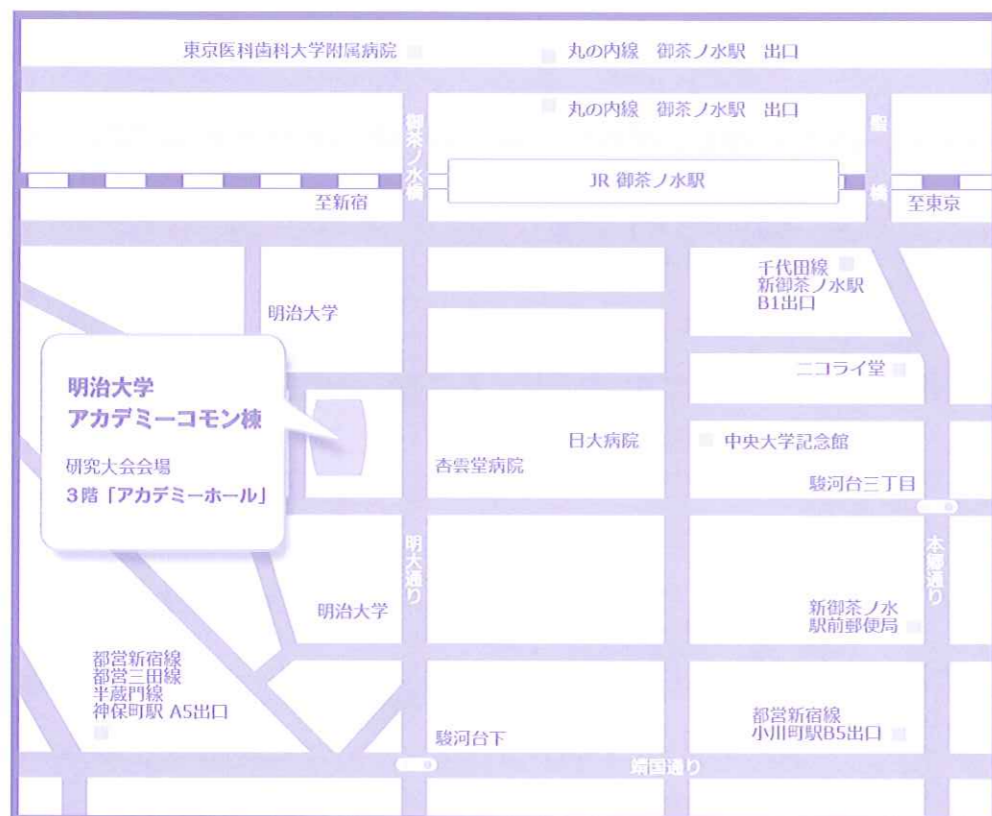 東京医科歯科大学附属病院
丸の内線 御茶ノ水駅 出口
丸の内線 御茶ノ水駅 出口
御茶ノ水橋
聖橋
JR 御茶ノ水駅
至新宿
至東京
千代田線
新御茶ノ水駅
B1出口
明治大学
ニコライ堂
明治大学
アカデミーコモン棟
研究大会会場
3階「アカデミーホール」
日大病院
中央大学記念館
杏雲堂病院
駿河台三丁目
明大通り
本郷通り
明治大学
新御茶ノ水
駅前郵便局
都営新宿線
都営三田線
半蔵門線
神保町駅 A5出口
都営新宿線
小川町駅B5出口
駿河台下
靖国通り